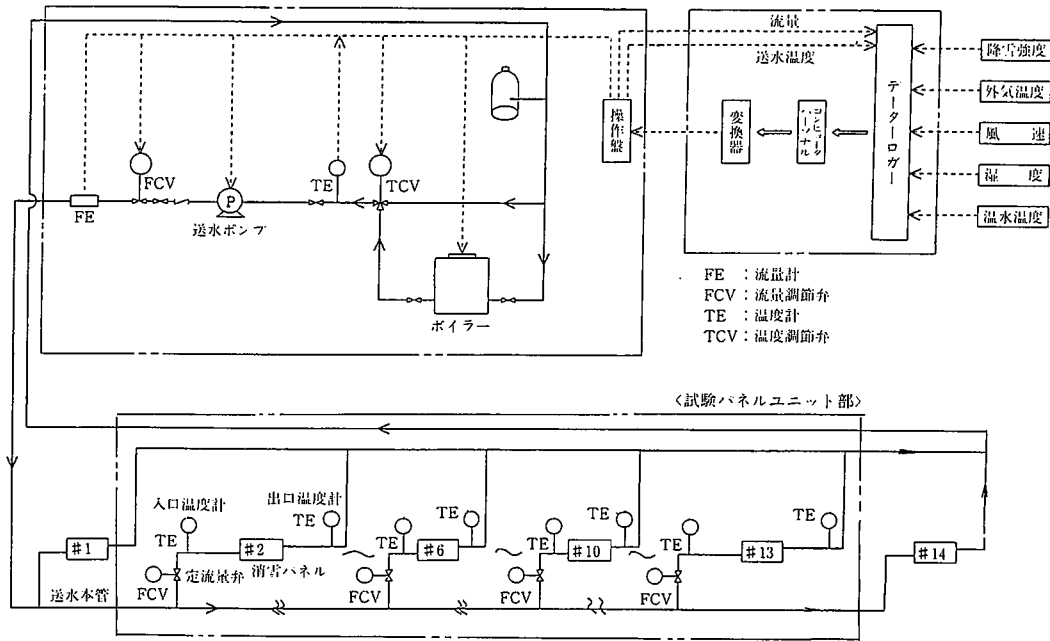 流量
送水温度
降雪強度
外気温度
風速
湿度
温水温度
データーロガー
パーソナル
コンピュータ
変換器
操作盤
FCV
TE
TCV
FE
P
送水ポンプ
ボイラー
FE：流量計
FCV：流量調節弁
TE：温度計
TCV：温度調節弁
〈試験パネルユニット部〉
入口温度計
出口温度計
TE
TE
TE
TE
TE
TE
TE
TE
#1
#2
#6
#10
#13
#14
定流量弁
消雪パネル
FCV
FCV
FCV
FCV
送水本管